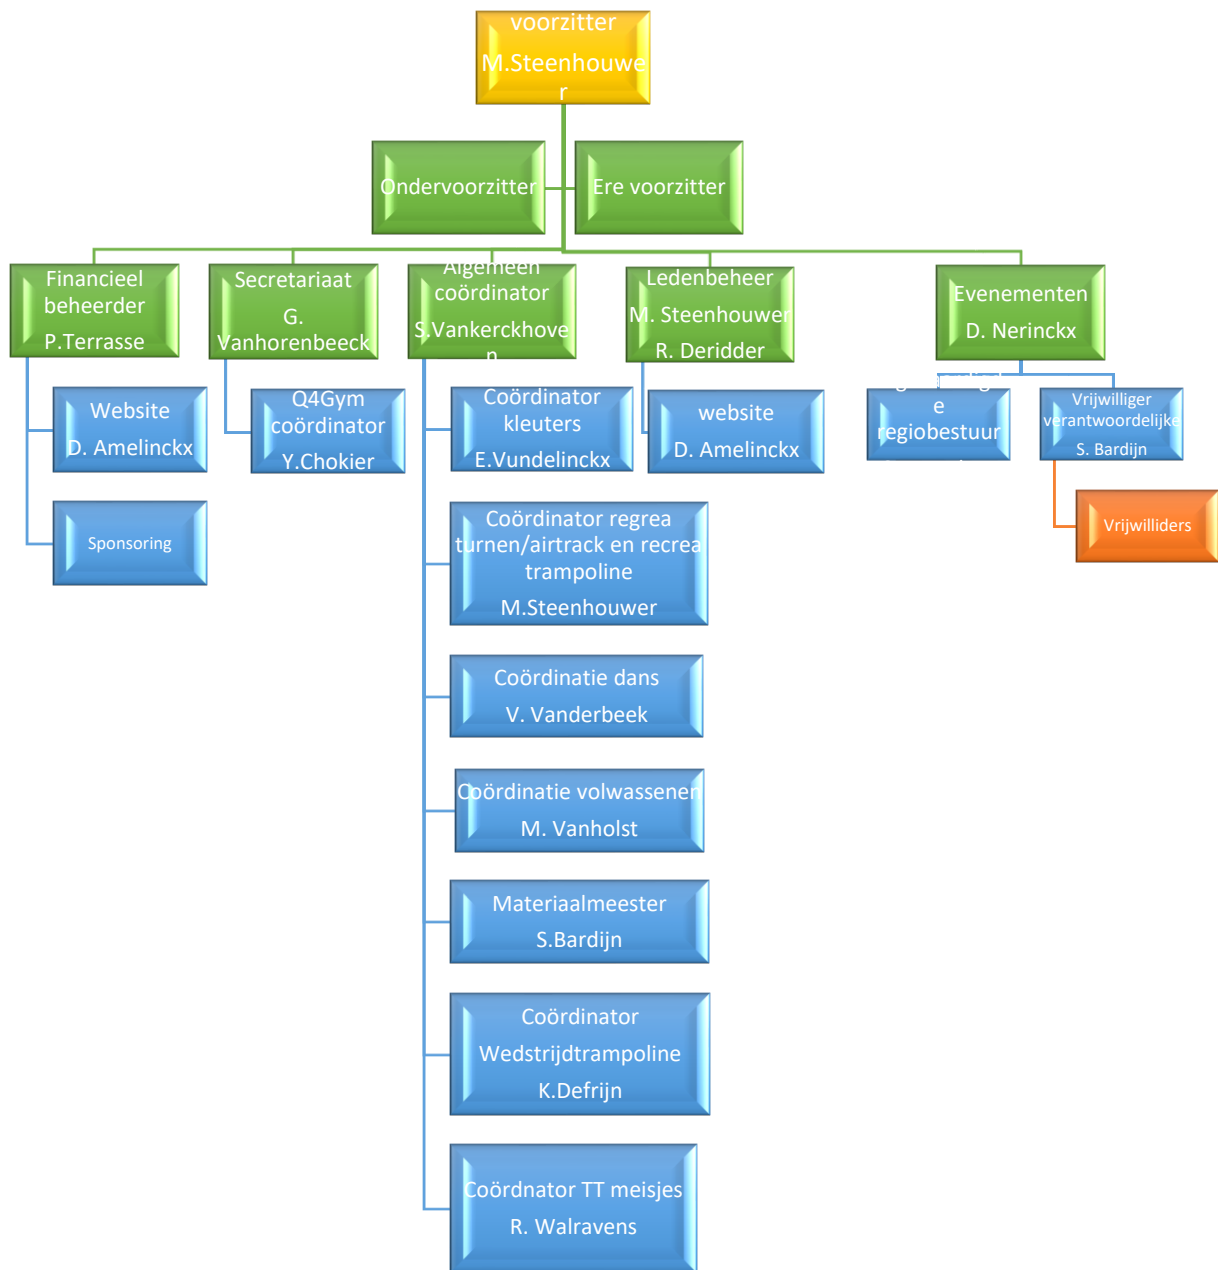 voorzitter
M.Steenhouwe
r
Ondervoorzitter
Ere voorzitter
Financieel
beheerder
P.Terrasse
Secretariaat
G.
Vanhorenbeeck
Algemeen
coördinator
S.Vankerckhove
n
Ledenbeheer
M. Steenhouwer
R. Deridder
Evenementen
D. Nerinckx
Website
D. Amelinckx
Sponsoring
Q4Gym
coördinator
Y.Chokier
Coördinator
kleuters
E.Vundelinckx
Coördinator regrea
turnen/airtrack en recrea
trampoline
M.Steenhouwer
Coördinatie dans
V. Vanderbeek
Coördinatie volwassenen
M. Vanholst
Materiaalmeester
S.Bardijn
Coördinator
Wedstrijdtrampoline
K.Defrijn
Coördnator TT meisjes
R. Walravens
website
D. Amelinckx
e
regiobestuur
Vrijwilliger
verantwoordelijke
S. Bardijn
Vrijwilliders